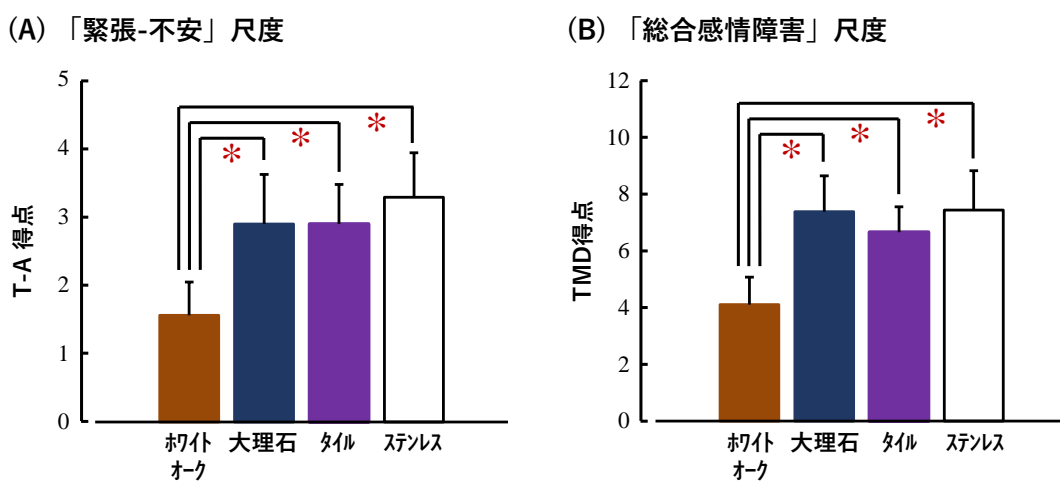 (A) 「緊張-不安」尺度
5
4
3
2
1
0
T-A 得点
*
*
*
ﾎﾜｲﾄ
ｵｰｸ
大理石
ﾀｲﾙ
ｽﾃﾝﾚｽ
(B) 「総合感情障害」尺度
12
10
8
6
4
2
0
TMD得点
*
*
*
ﾎﾜｲﾄ
ｵｰｸ
大理石
ﾀｲﾙ
ｽﾃﾝﾚｽ